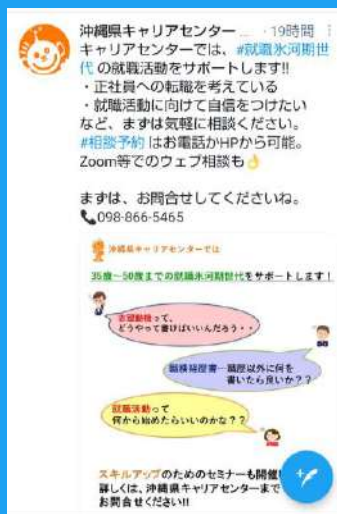 沖縄県キャリアセンター … ・19時間
キャリアセンターでは、#就職氷河期世
代 の就職活動をサポートします!!
・正社員への転職を考えている
・就職活動に向けて自信をつけたい
など、まずは気軽に相談ください。
#相談予約 はお電話かHPから可能。
Zoom等でのウェブ相談も👌
まずは、お問合せしてくださいね。
📞098-866-5465
沖縄県キャリアセンターでは
35歳～50歳までの就職氷河期世代をサポートします！
志望動機って、
どうやって書けばいいんだろう・・
職務経歴書…職歴以外に何を
書いたら良いか？？
就職活動って
何から始めたらいいのかな？？
スキルアップのためのセミナーも開催
詳しくは、沖縄県キャリアセンターまで
お問合せください!!